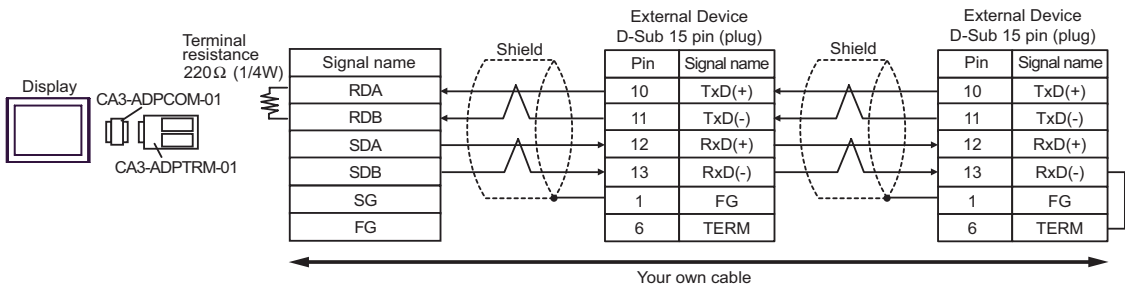 External Device
D-Sub 15 pin (plug)
External Device
D-Sub 15 pin (plug)
Terminal
resistance
220Ω (1/4W)
Shield
Shield
Display
CA3-ADPCOM-01
CA3-ADPTRM-01
Signal name
RDA
RDB
SDA
SDB
SG
FG
Pin Signal name
10 TxD(+)
11 TxD(-)
12 RxD(+)
13 RxD(-)
1 FG
6 TERM
Pin Signal name
10 TxD(+)
11 TxD(-)
12 RxD(+)
13 RxD(-)
1 FG
6 TERM
Your own cable